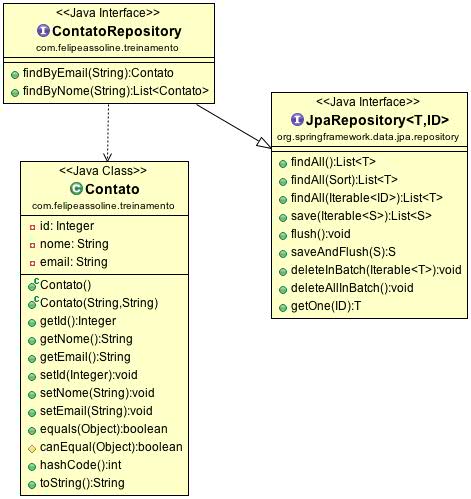 <<Java Interface>>
ContatoRepository
com.felipeassoline.treinamento
findByEmail(String):Contato
findByNome(String):List<Contato>
<<Java Interface>>
JpaRepository<T,ID>
org.springframework.data.jpa.repository
findAll():List<T>
findAll(Sort):List<T>
findAll(Iterable<ID>):List<T>
save(Iterable<S>):List<S>
flush():void
saveAndFlush(S):S
deleteInBatch(Iterable<T>):void
deleteAllInBatch():void
getOne(ID):T
<<Java Class>>
Contato
com.felipeassoline.treinamento
id: Integer
nome: String
email: String
Contato()
Contato(String,String)
getId():Integer
getNome():String
getEmail():String
setId(Integer):void
setNome(String):void
setEmail(String):void
equals(Object):boolean
canEqual(Object):boolean
hashCode():int
toString():String